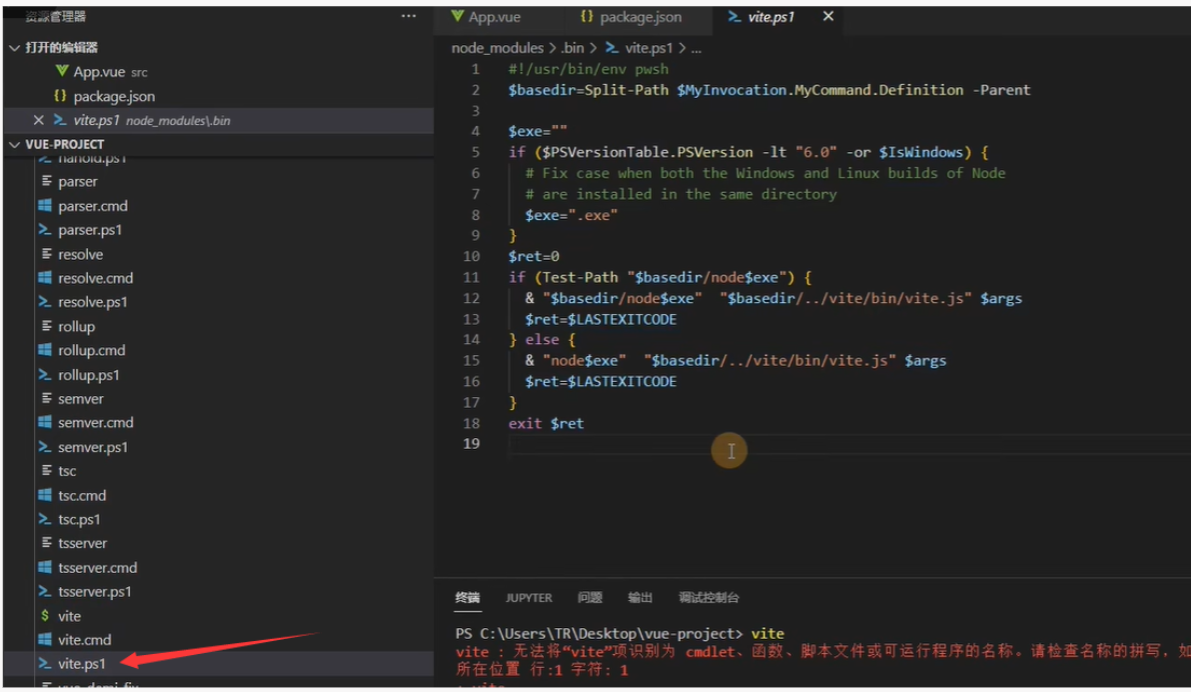 资源管理器 ...
打开的编辑器
App.vue src
package.json
vite.ps1 node_modules\.bin
VUE-PROJECT
nanoid.ps1
parser
parser.cmd
parser.ps1
resolve
resolve.cmd
resolve.ps1
rollup
rollup.cmd
rollup.ps1
semver
semver.cmd
semver.ps1
tsc
tsc.cmd
tsc.ps1
tsserver
tsserver.cmd
tsserver.ps1
vite
vite.cmd
vite.ps1
App.vue {} package.json vite.ps1
node_modules > .bin > vite.ps1 > ...
1 #!/usr/bin/env pwsh
2 $basedir=Split-Path $MyInvocation.MyCommand.Definition -Parent
3
4 $exe=""
5 if ($PSVersionTable.PSVersion -lt "6.0" -or $IsWindows) {
6 # Fix case when both the Windows and Linux builds of Node
7 # are installed in the same directory
8 $exe=".exe"
9 }
10 $ret=0
11 if (Test-Path "$basedir/node$exe") {
12 & "$basedir/node$exe" "$basedir/../vite/bin/vite.js" $args
13 $ret=$LASTEXITCODE
14 } else {
15 & "node$exe" "$basedir/../vite/bin/vite.js" $args
16 $ret=$LASTEXITCODE
17 }
18 exit $ret
19
终端 JUPYTER 问题 输出 调试控制台
PS C:\Users\TR\Desktop\vue-project> vite
vite : 无法将“vite”项识别为 cmdlet、函数、脚本文件或可运行程序的名称。请检查名称的拼写，如
所在位置 行:1 字符: 1